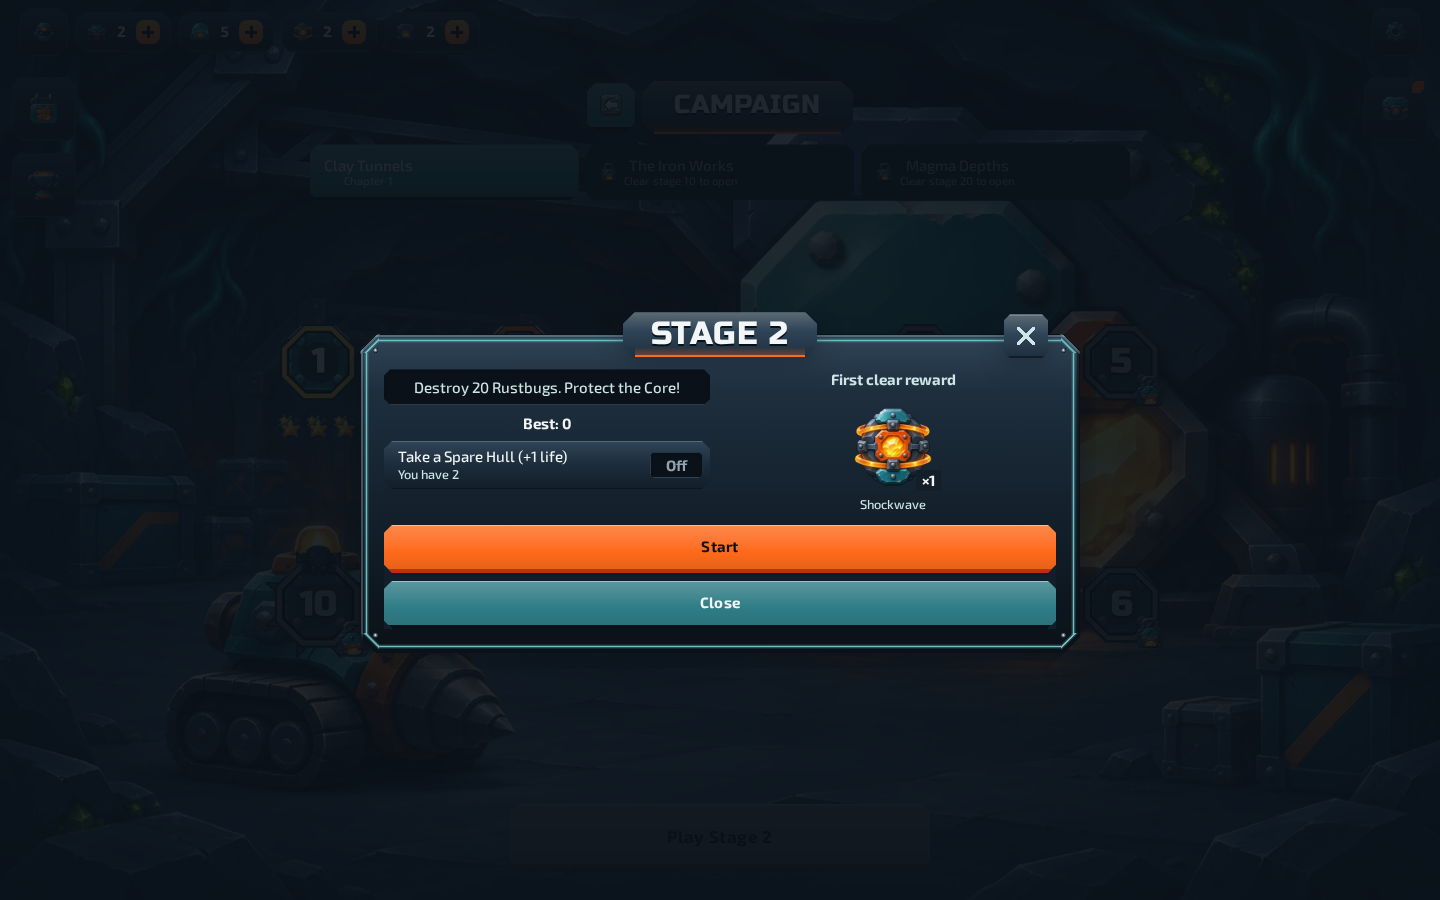 2
5
2
2
CAMPAIGN
Clay Tunnels
Chapter 1
The Iron Works
Clear stage 10 to open
Magma Depths
Clear stage 20 to open
STAGE 2
1
5
Destroy 20 Rustbugs. Protect the Core!
First clear reward
Best: 0
Take a Spare Hull (+1 life)
You have 2
Off
×1
Shockwave
Start
Close
10
6
Play Stage 2